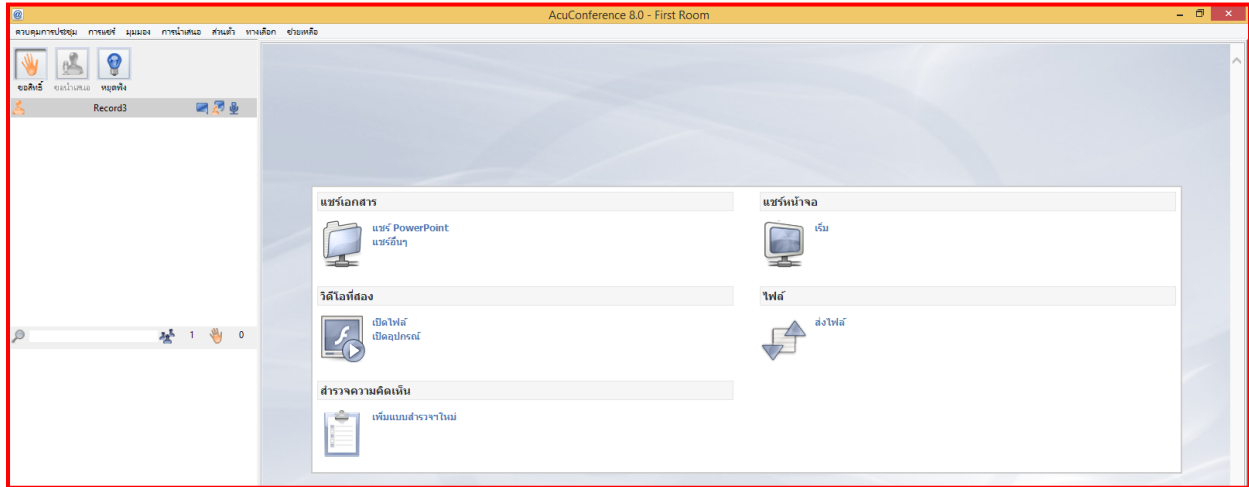 AcuConference 8.0 - First Room
ควบคุมการประชุม การแชร์ มุมมอง การนำเสนอ ส่วนตัว ทางเลือก ช่วยเหลือ
ขอสิทธิ์ ขอนำเสนอ หยุดฟัง
Record3
แชร์เอกสาร
แชร์ PowerPoint
แชร์อื่นๆ
แชร์หน้าจอ
เริ่ม
วิดีโอที่สอง
เปิดไฟล์
เปิดอุปกรณ์
ไฟล์
ส่งไฟล์
1 0
สำรวจความคิดเห็น
เพิ่มแบบสำรวจฯใหม่